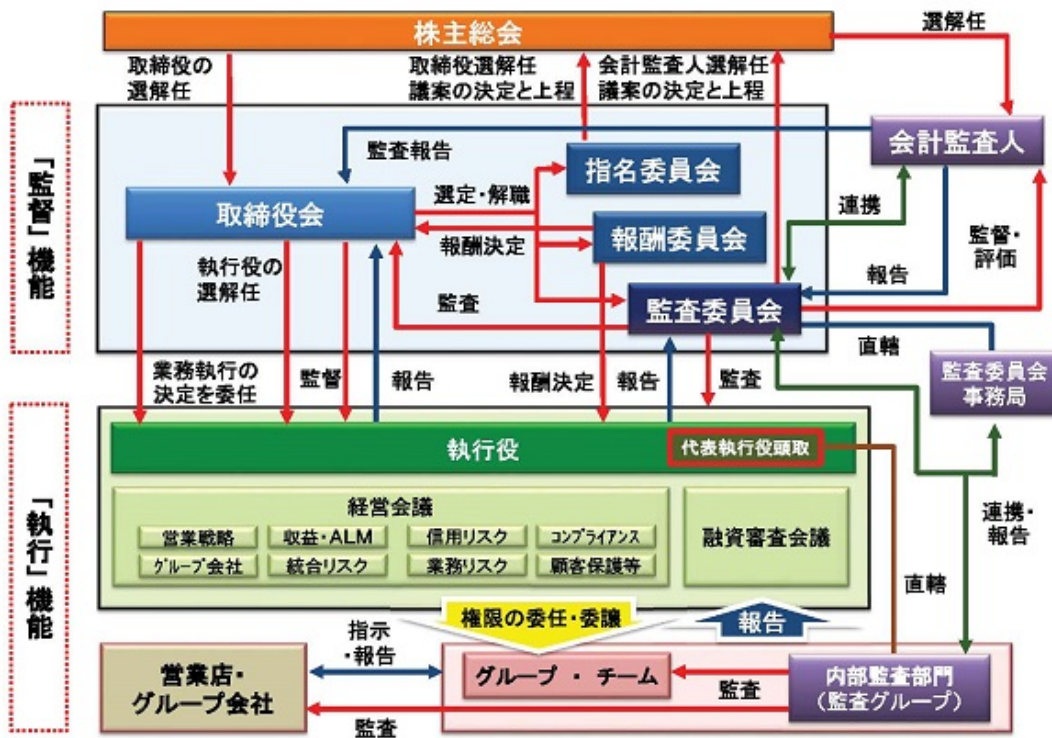 株主総会
選解任
取締役の
選解任
取締役選解任
議案の決定と上程
会計監査人選解任
議案の決定と上程
「監督」機能
監査報告
指名委員会
会計監査人
取締役会
選定・解職
報酬委員会
報酬決定
連携
監督・
評価
執行役の
選解任
監査
監査委員会
報告
直轄
監査委員会
事務局
業務執行の
決定を委任
監督
報告
報酬決定
報告
監査
「執行」機能
執行役
代表執行役頭取
経営会議
営業戦略
収益・ALM
信用リスク
コンプライアンス
グループ会社
統合リスク
業務リスク
顧客保護等
融資審査会議
連携・
報告
直轄
権限の委任・委譲
報告
指示
・報告
営業店・
グループ会社
グループ ・ チーム
監査
内部監査部門
(監査グループ)
監査